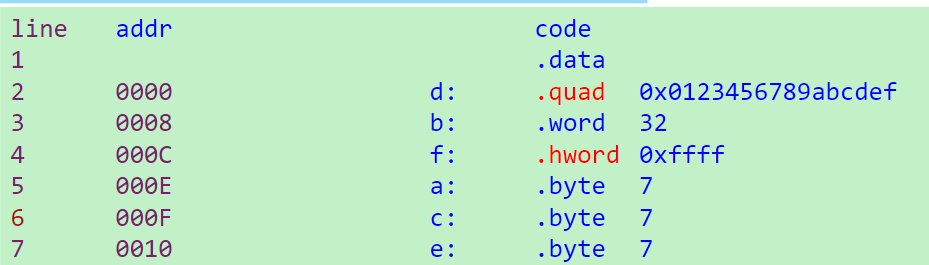 line addr code
1 .data
2 0000 d: .quad 0x0123456789abcdef
3 0008 b: .word 32
4 000C f: .hword 0xffff
5 000E a: .byte 7
6 000F c: .byte 7
7 0010 e: .byte 7